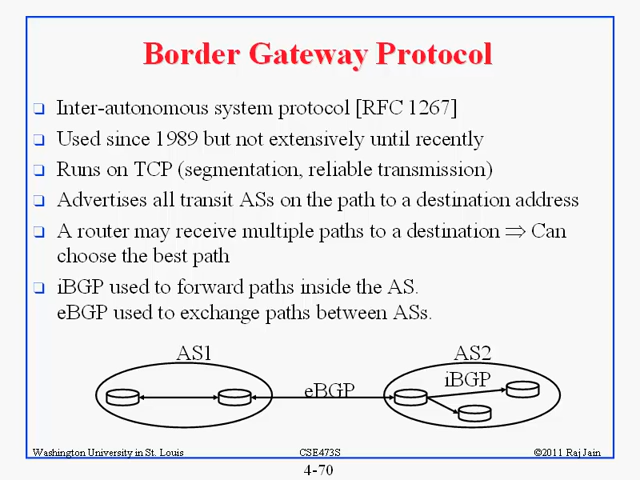 Border Gateway Protocol
Inter-autonomous system protocol [RFC 1267]
Used since 1989 but not extensively until recently
Runs on TCP (segmentation, reliable transmission)
Advertises all transit ASs on the path to a destination address
A router may receive multiple paths to a destination ⇒ Can
choose the best path
iBGP used to forward paths inside the AS.
eBGP used to exchange paths between ASs.
AS1
AS2
iBGP
eBGP
Washington University in St. Louis
CSE473S
©2011 Raj Jain
4-70